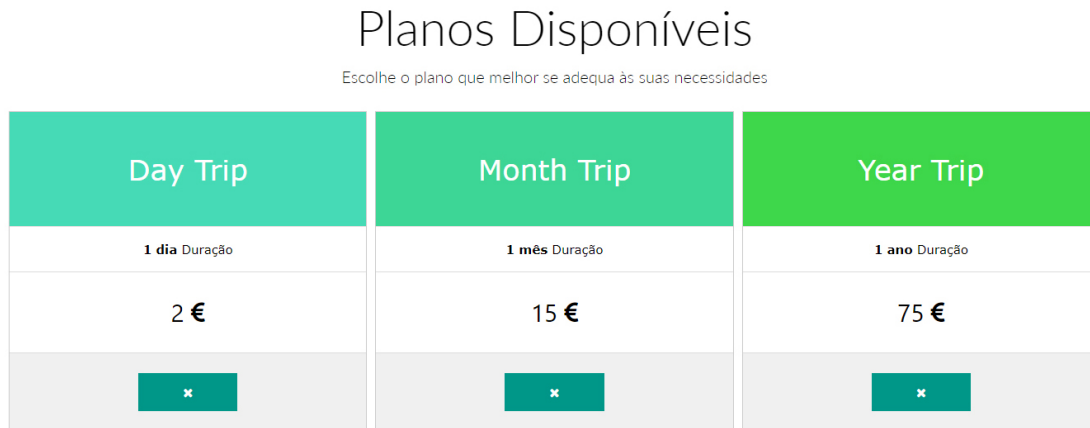 Planos Disponíveis
Escolhe o plano que melhor se adequa às suas necessidades
Day Trip
Month Trip
Year Trip
1 dia Duração
1 mês Duração
1 ano Duração
2 €
15 €
75 €